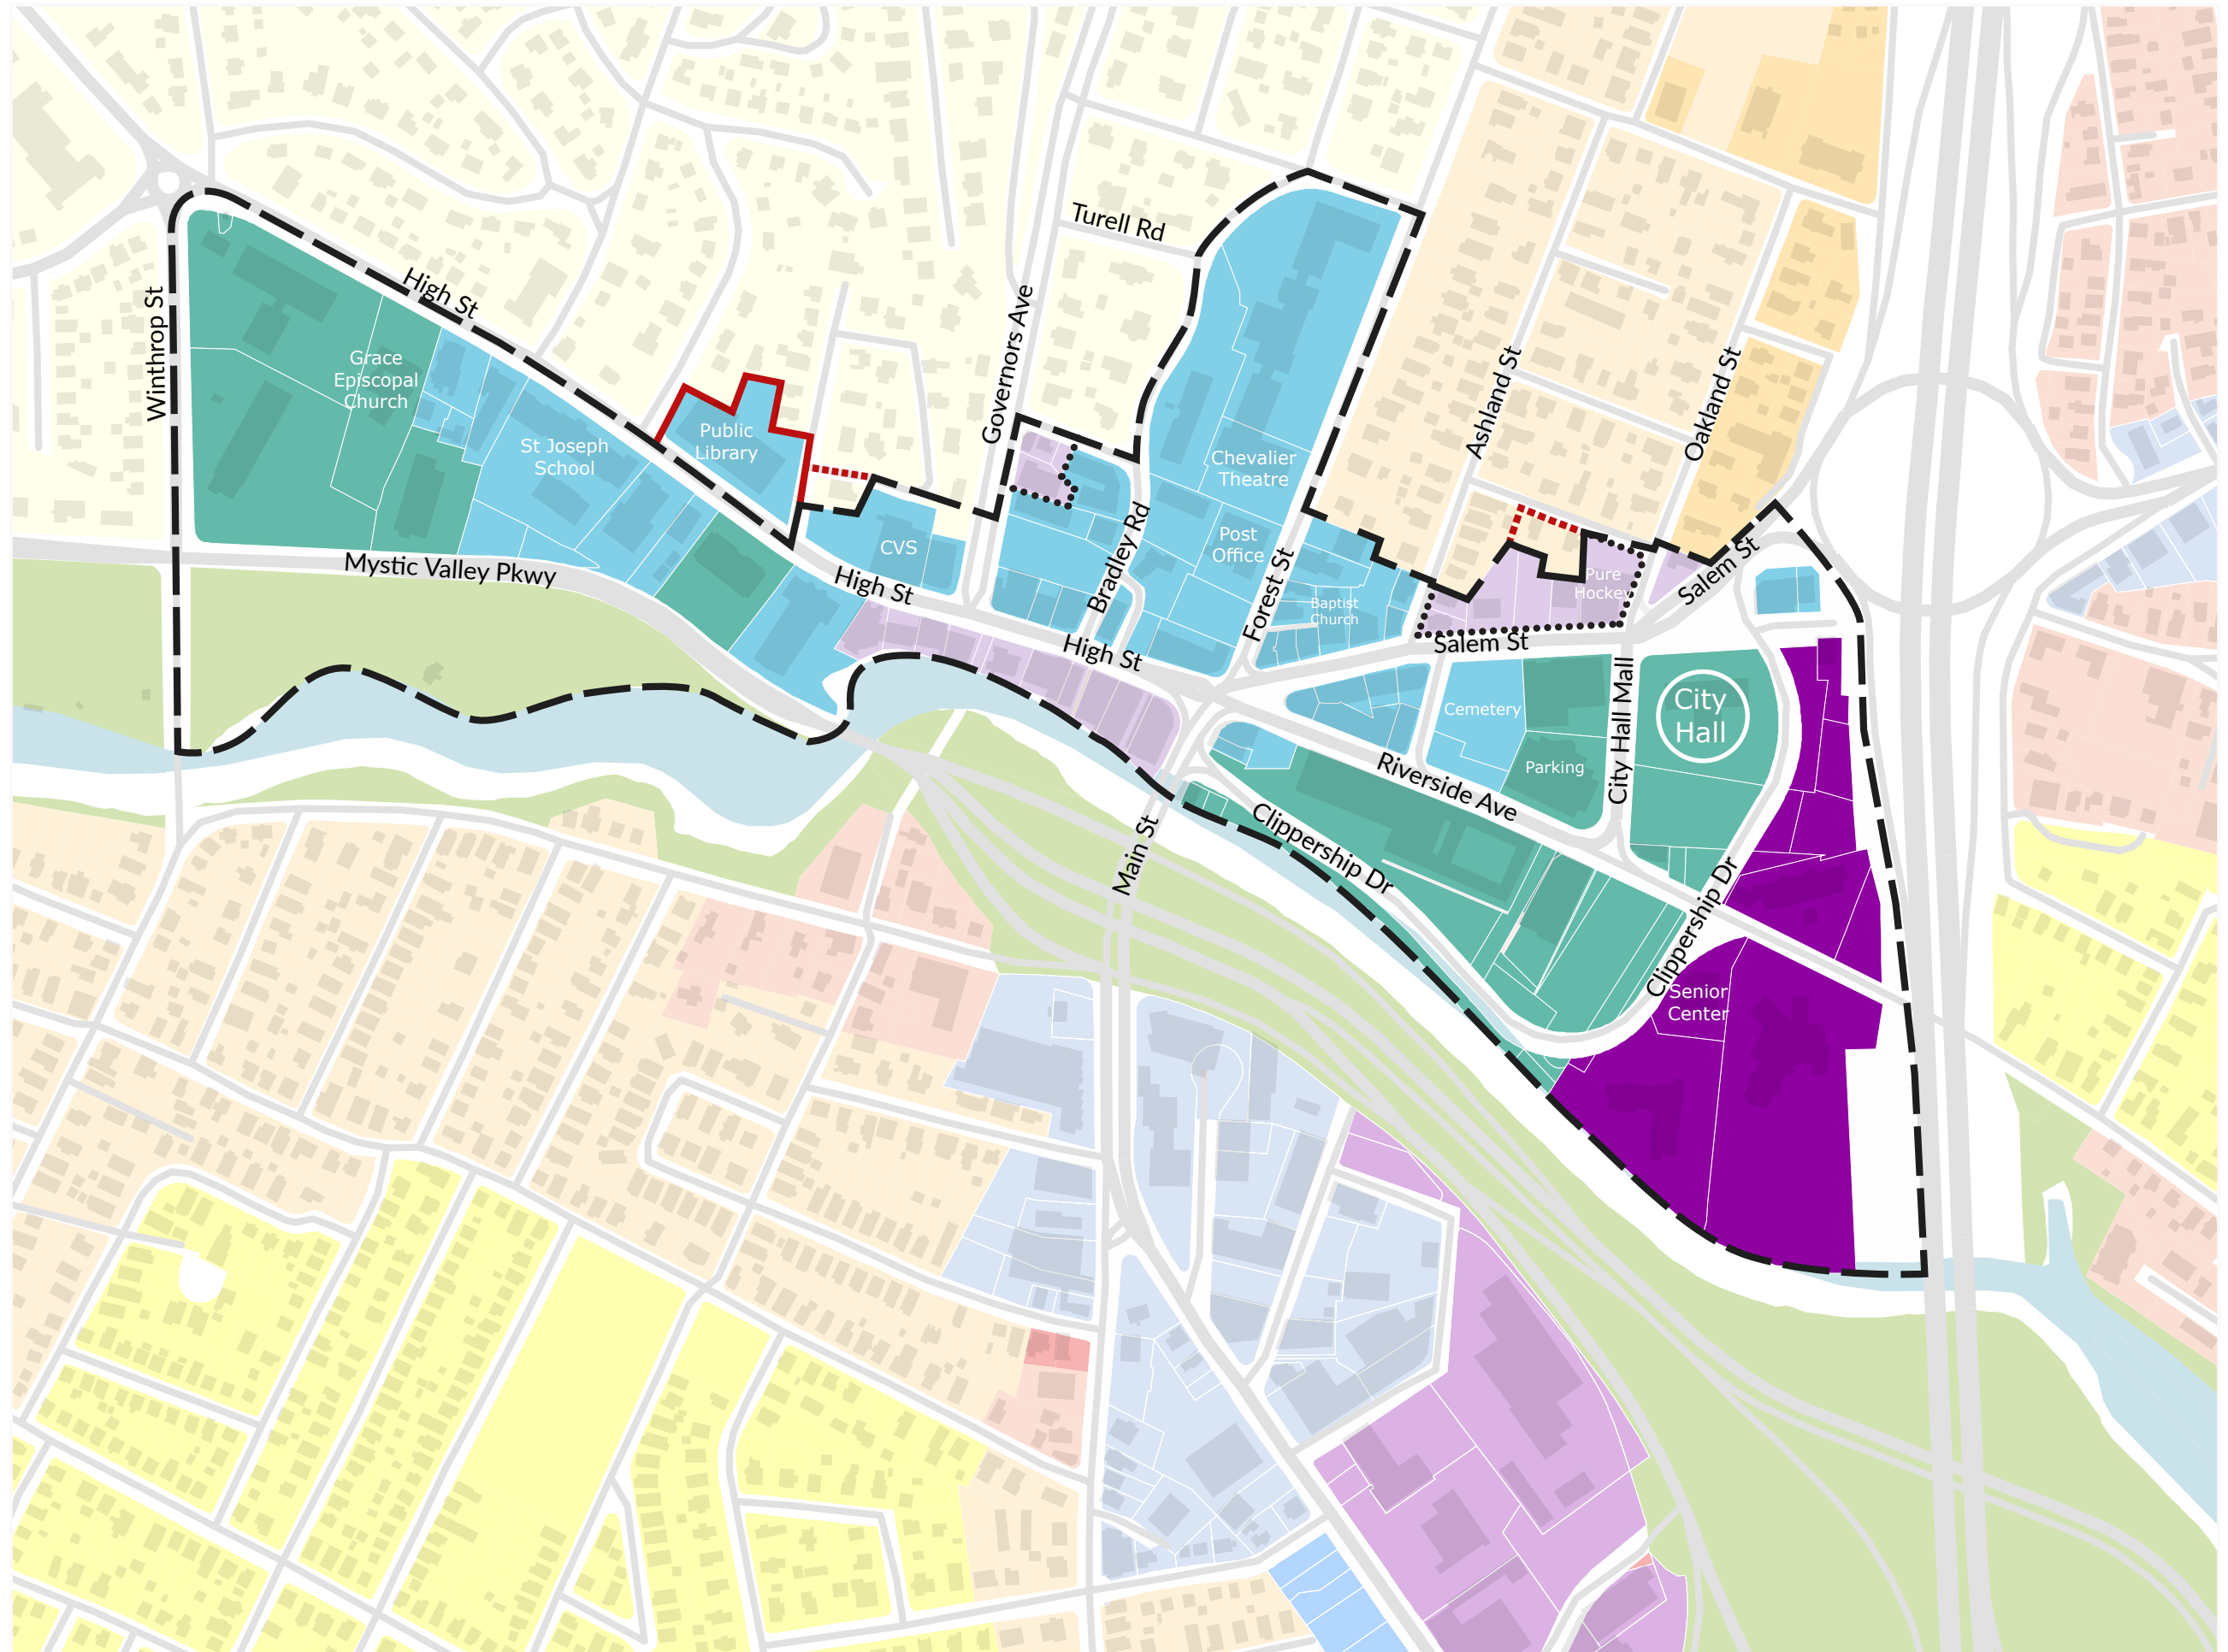 Turell Rd
High St
Winthrop St
Grace
Episcopal
Church
St Joseph
School
Public
Library
Governors Ave
Chevalier
Theatre
Ashland St
Oakland St
CVS
Post
Office
Bradley Rd
Forest St
Mystic Valley Pkwy
High St
High St
Baptist
Church
Pure
Hockey
Salem St
Salem St
Cemetery
Parking
City Hall Mall
City
Hall
Riverside Ave
Clippership Dr
Main St
Clippership Dr
Senior
Center